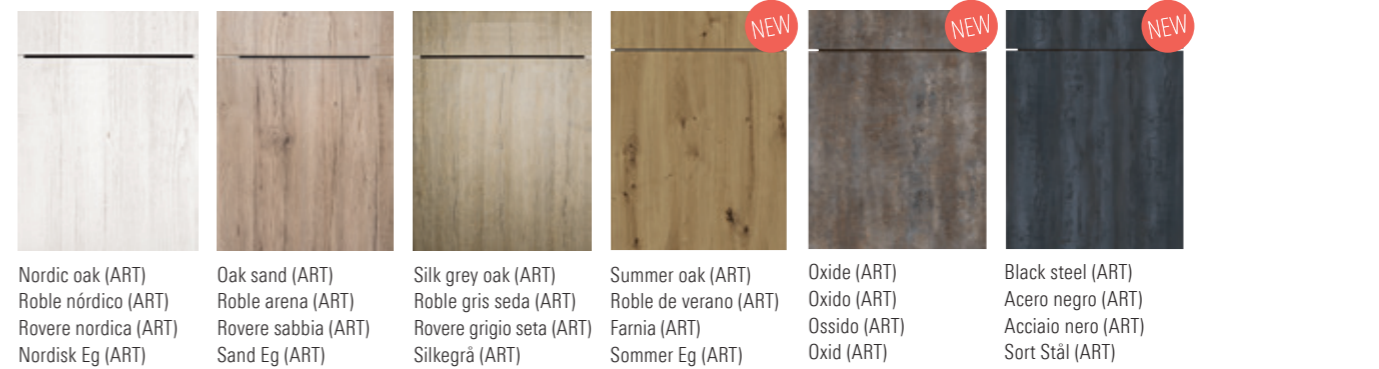 NEW
NEW
NEW
Nordic oak (ART)
Roble nórdico (ART)
Rovere nordica (ART)
Nordisk Eg (ART)
Oak sand (ART)
Roble arena (ART)
Rovere sabbia (ART)
Sand Eg (ART)
Silk grey oak (ART)
Roble gris seda (ART)
Rovere grigio seta (ART)
Silkegrå (ART)
Summer oak (ART)
Roble de verano (ART)
Farnia (ART)
Sommer Eg (ART)
Oxide (ART)
Oxido (ART)
Ossido (ART)
Oxid (ART)
Black steel (ART)
Acero negro (ART)
Acciaio nero (ART)
Sort Stål (ART)